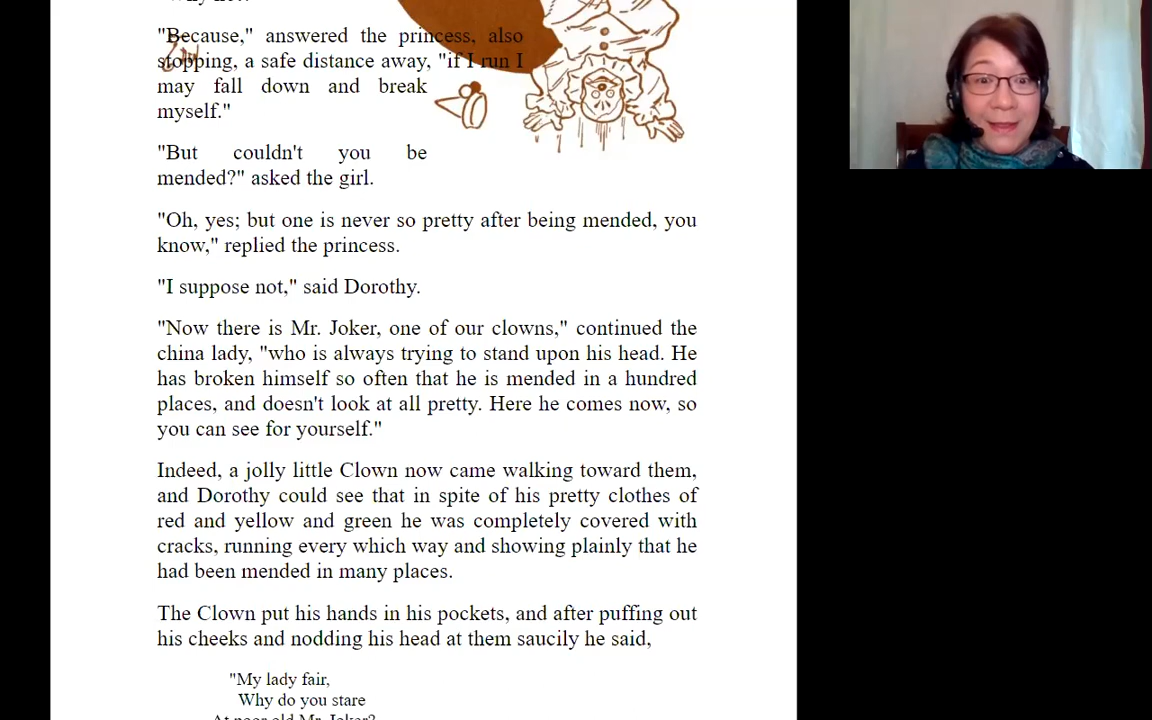 "Because," answered the princess, also
stopping, a safe distance away, "if I run I
may fall down and break
myself."
"But couldn't you be
mended?" asked the girl.
"Oh, yes; but one is never so pretty after being mended, you
know," replied the princess.
"I suppose not," said Dorothy.
"Now there is Mr. Joker, one of our clowns," continued the
china lady, "who is always trying to stand upon his head. He
has broken himself so often that he is mended in a hundred
places, and doesn't look at all pretty. Here he comes now, so
you can see for yourself."
Indeed, a jolly little Clown now came walking toward them,
and Dorothy could see that in spite of his pretty clothes of
red and yellow and green he was completely covered with
cracks, running every which way and showing plainly that he
had been mended in many places.
The Clown put his hands in his pockets, and after puffing out
his cheeks and nodding his head at them saucily he said,
"My lady fair,
Why do you stare
At poor old Mr. Joker?